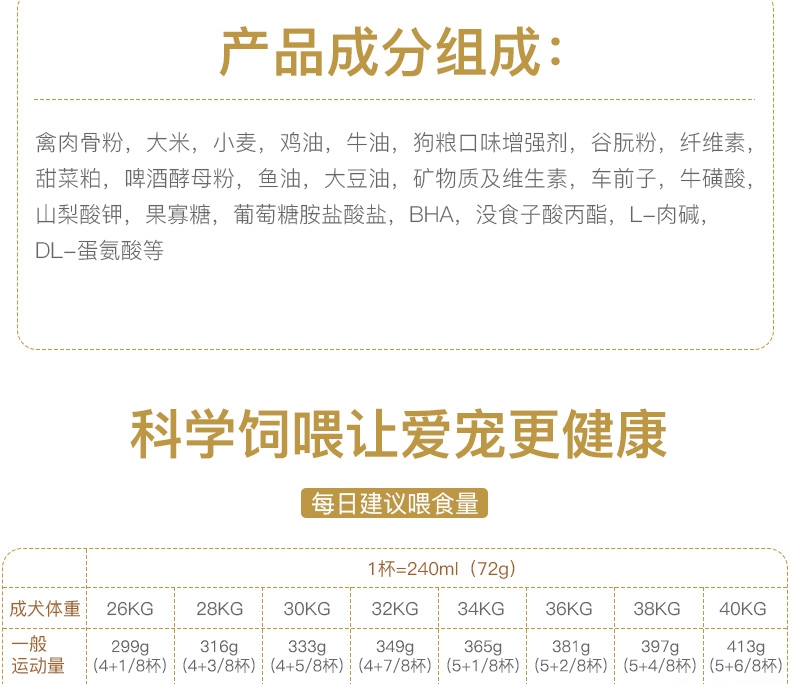 产品成分组成：
禽肉骨粉，大米，小麦，鸡油，牛油，狗粮口味增强剂，谷朊粉，纤维素，
甜菜粕，啤酒酵母粉，鱼油，大豆油，矿物质及维生素，车前子，牛磺酸，
山梨酸钾，果寡糖，葡萄糖胺盐酸盐，BHA，没食子酸丙酯，L-肉碱，
DL-蛋氨酸等
科学饲喂让爱宠更健康
每日建议喂食量
1杯=240ml（72g）
成犬体重 26KG 28KG 30KG 32KG 34KG 36KG 38KG 40KG
一般 299g 316g 333g 349g 365g 381g 397g 413g
运动量 (4+1/8杯) (4+3/8杯) (4+5/8杯) (4+7/8杯) (5+1/8杯) (5+2/8杯) (5+4/8杯) (5+6/8杯)